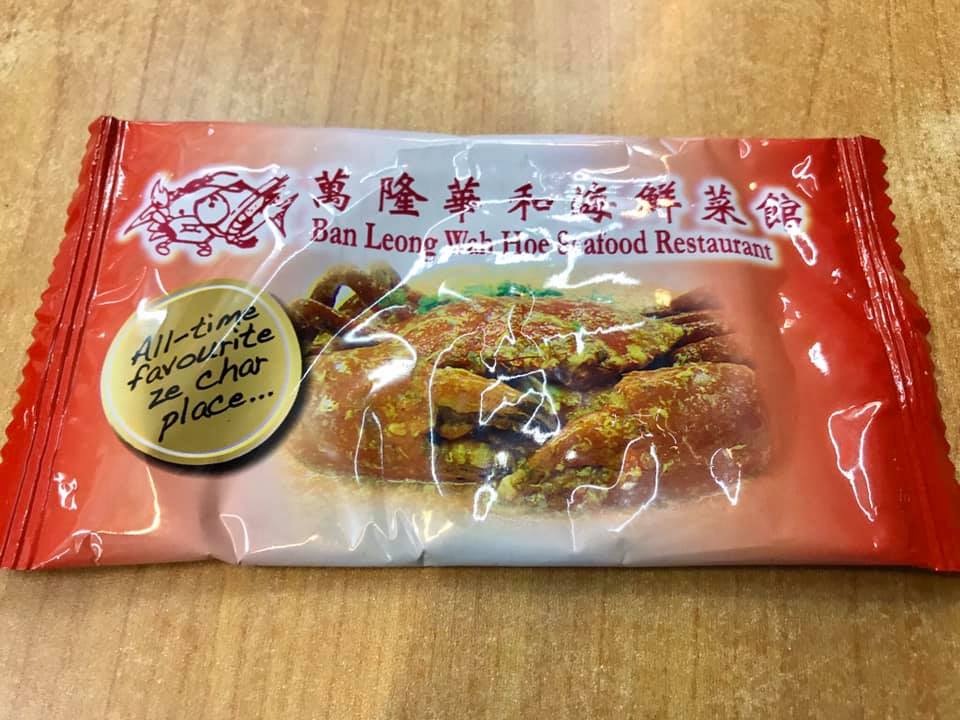 萬隆華和海鮮菜館
Ban Leong Wah Hoe Seafood Restaurant
All-time
favourite
ze char
place...